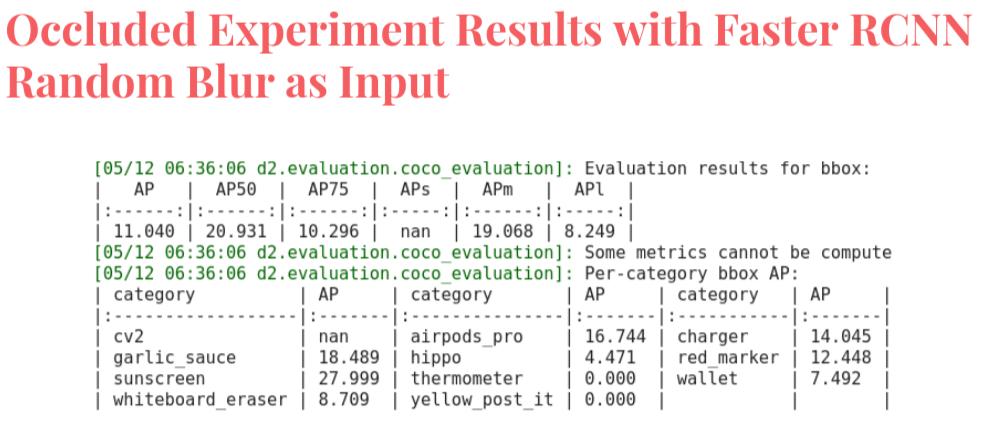 Occluded Experiment Results with Faster RCNN
Random Blur as Input
[05/12 06:36:06 d2.evaluation.coco_evaluation]: Evaluation results for bbox:
|   AP   |  AP50  |  AP75  |  APs  |  APm   |  APl  |
|:------:|:------:|:------:|:-----:|:------:|:-----:|
| 11.040 | 20.931 | 10.296 |  nan  | 19.068 | 8.249 |
[05/12 06:36:06 d2.evaluation.coco_evaluation]: Some metrics cannot be compute
[05/12 06:36:06 d2.evaluation.coco_evaluation]: Per-category bbox AP:
| category          | AP     | category       | AP     | category   | AP     |
|:------------------|:-------|:---------------|:-------|:-----------|:-------|
| cv2               | nan    | airpods_pro    | 16.744 | charger    | 14.045 |
| garlic_sauce      | 18.489 | hippo          | 4.471  | red_marker | 12.448 |
| sunscreen         | 27.999 | thermometer    | 0.000  | wallet     | 7.492  |
| whiteboard_eraser | 8.709  | yellow_post_it | 0.000  |            |        |